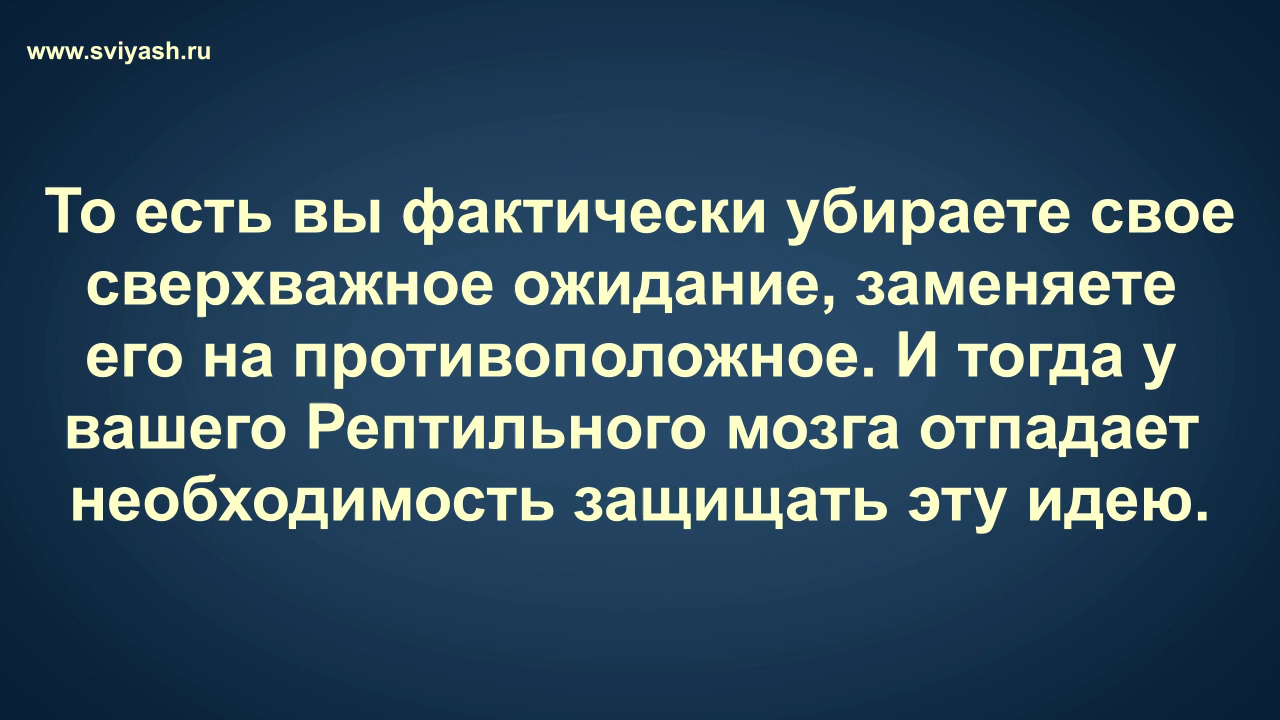 www.sviyash.ru
То есть вы фактически убираете свое
сверхважное ожидание, заменяете
его на противоположное. И тогда у
вашего Рептильного мозга отпадает
необходимость защищать эту идею.